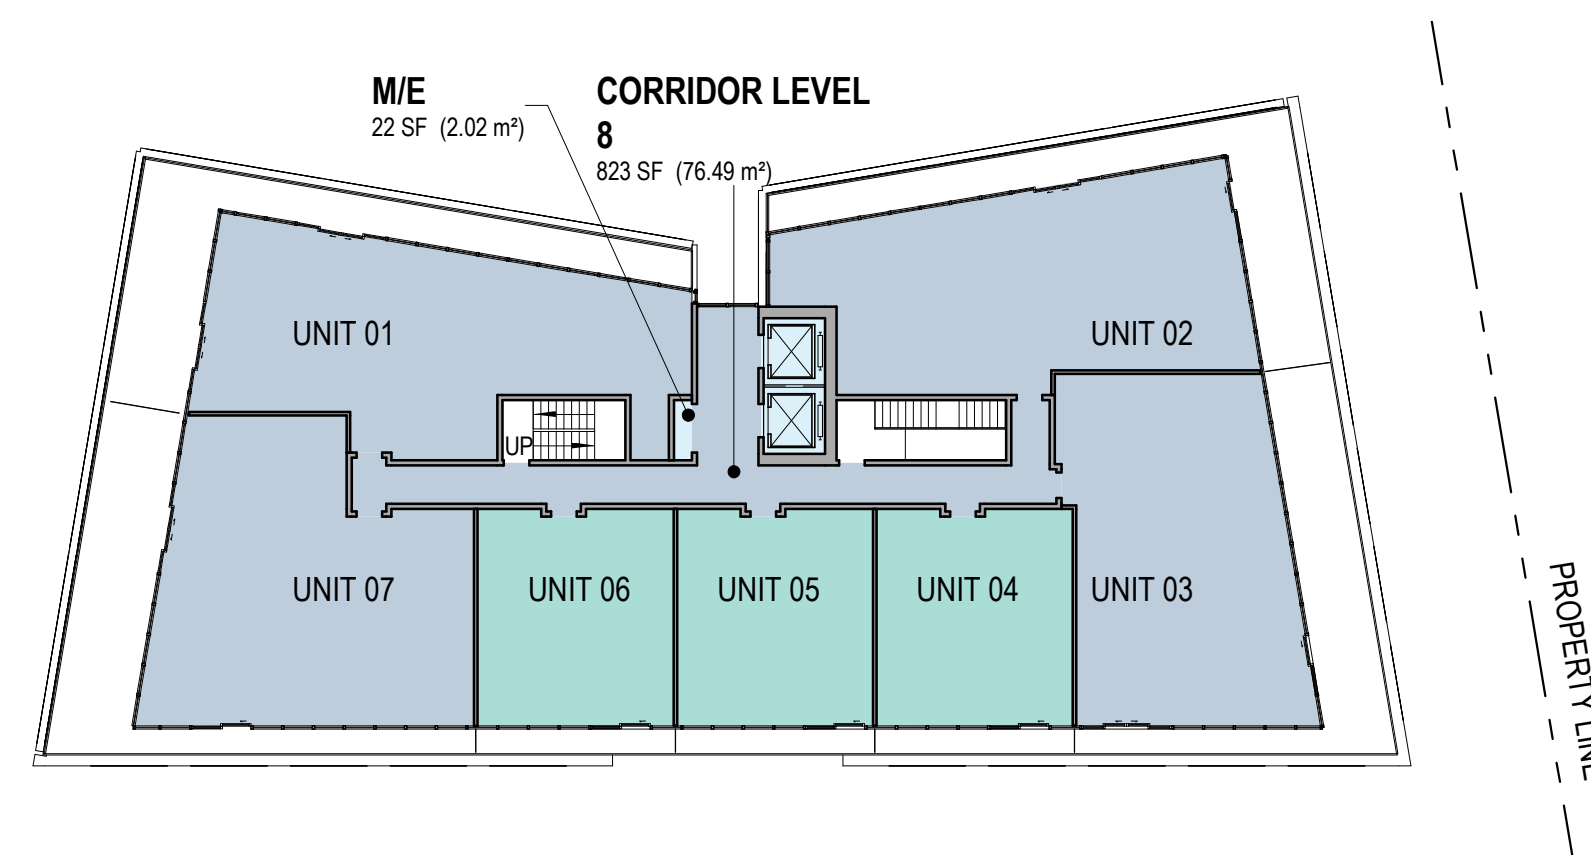 M/E
22 SF (2.02 m²)
CORRIDOR LEVEL
8
823 SF (76.49 m²)
UNIT 01
UNIT 02
UP
UNIT 07
UNIT 06
UNIT 05
UNIT 04
UNIT 03
PROPERTY LINE